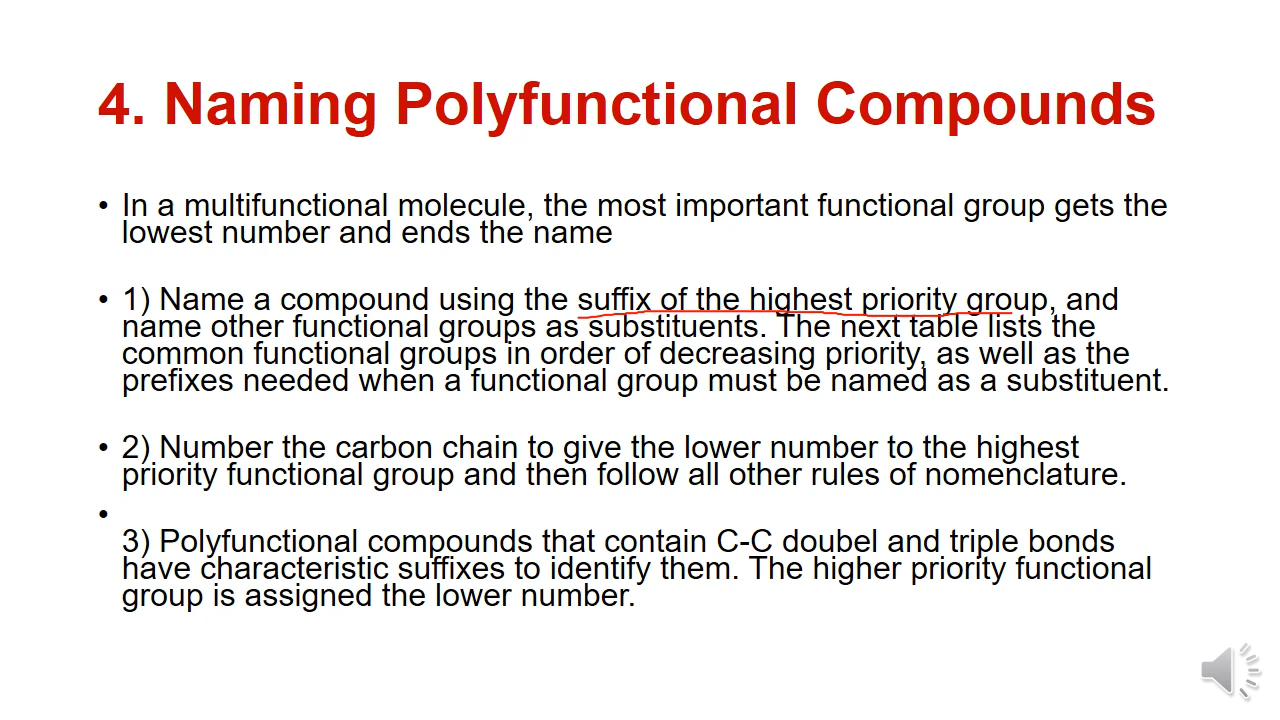 4. Naming Polyfunctional Compounds
• In a multifunctional molecule, the most important functional group gets the
lowest number and ends the name
• 1) Name a compound using the suffix of the highest priority group, and
name other functional groups as substituents. The next table lists the
common functional groups in order of decreasing priority, as well as the
prefixes needed when a functional group must be named as a substituent.
• 2) Number the carbon chain to give the lower number to the highest
priority functional group and then follow all other rules of nomenclature.
•
3) Polyfunctional compounds that contain C-C doubel and triple bonds
have characteristic suffixes to identify them. The higher priority functional
group is assigned the lower number.